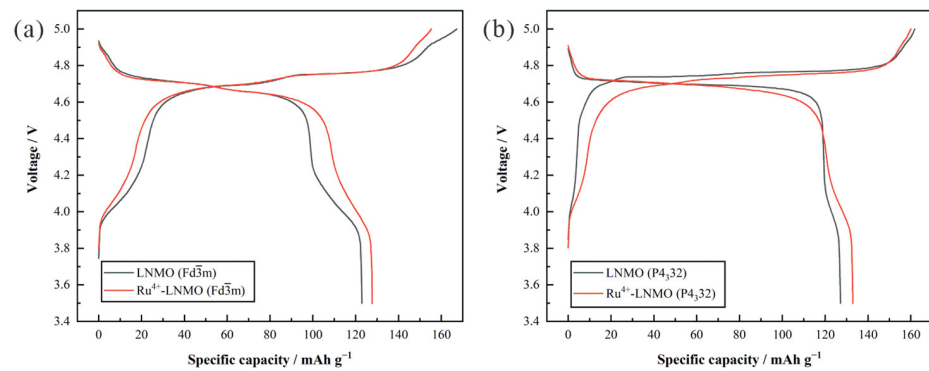 (a)
5.0
4.8
4.6
4.4
4.2
4.0
3.8
3.6
3.4
Voltage / V
LNMO (Fd3̅m)
Ru⁴⁺-LNMO (Fd3̅m)
0 20 40 60 80 100 120 140 160
Specific capacity / mAh g⁻¹
(b)
5.0
4.8
4.6
4.4
4.2
4.0
3.8
3.6
3.4
Voltage / V
LNMO (P4₃32)
Ru⁴⁺-LNMO (P4₃32)
0 20 40 60 80 100 120 140 160
Specific capacity / mAh g⁻¹